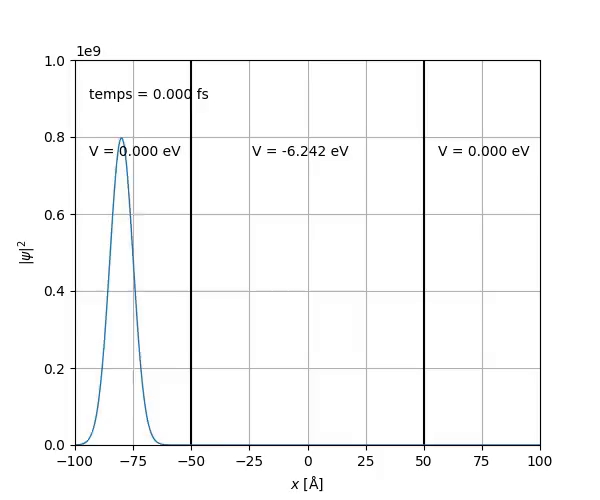 1e9
1.0
temps = 0.000 fs
0.8
V = 0.000 eV
V = -6.242 eV
V = 0.000 eV
0.6
|ψ|²
0.4
0.2
0.0
−100 −75 −50 −25 0 25 50 75 100
x [Å]